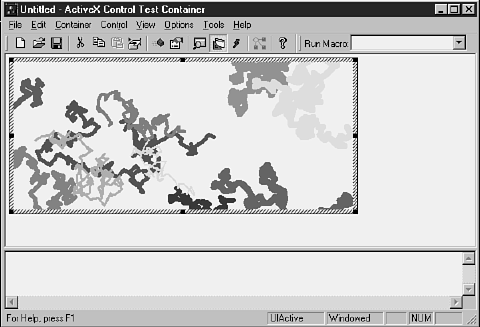 Untitled - ActiveX Control Test Container
File Edit Container Control View Options Tools Help
Run Macro:
For Help, press F1 UIActive Windowed NUM